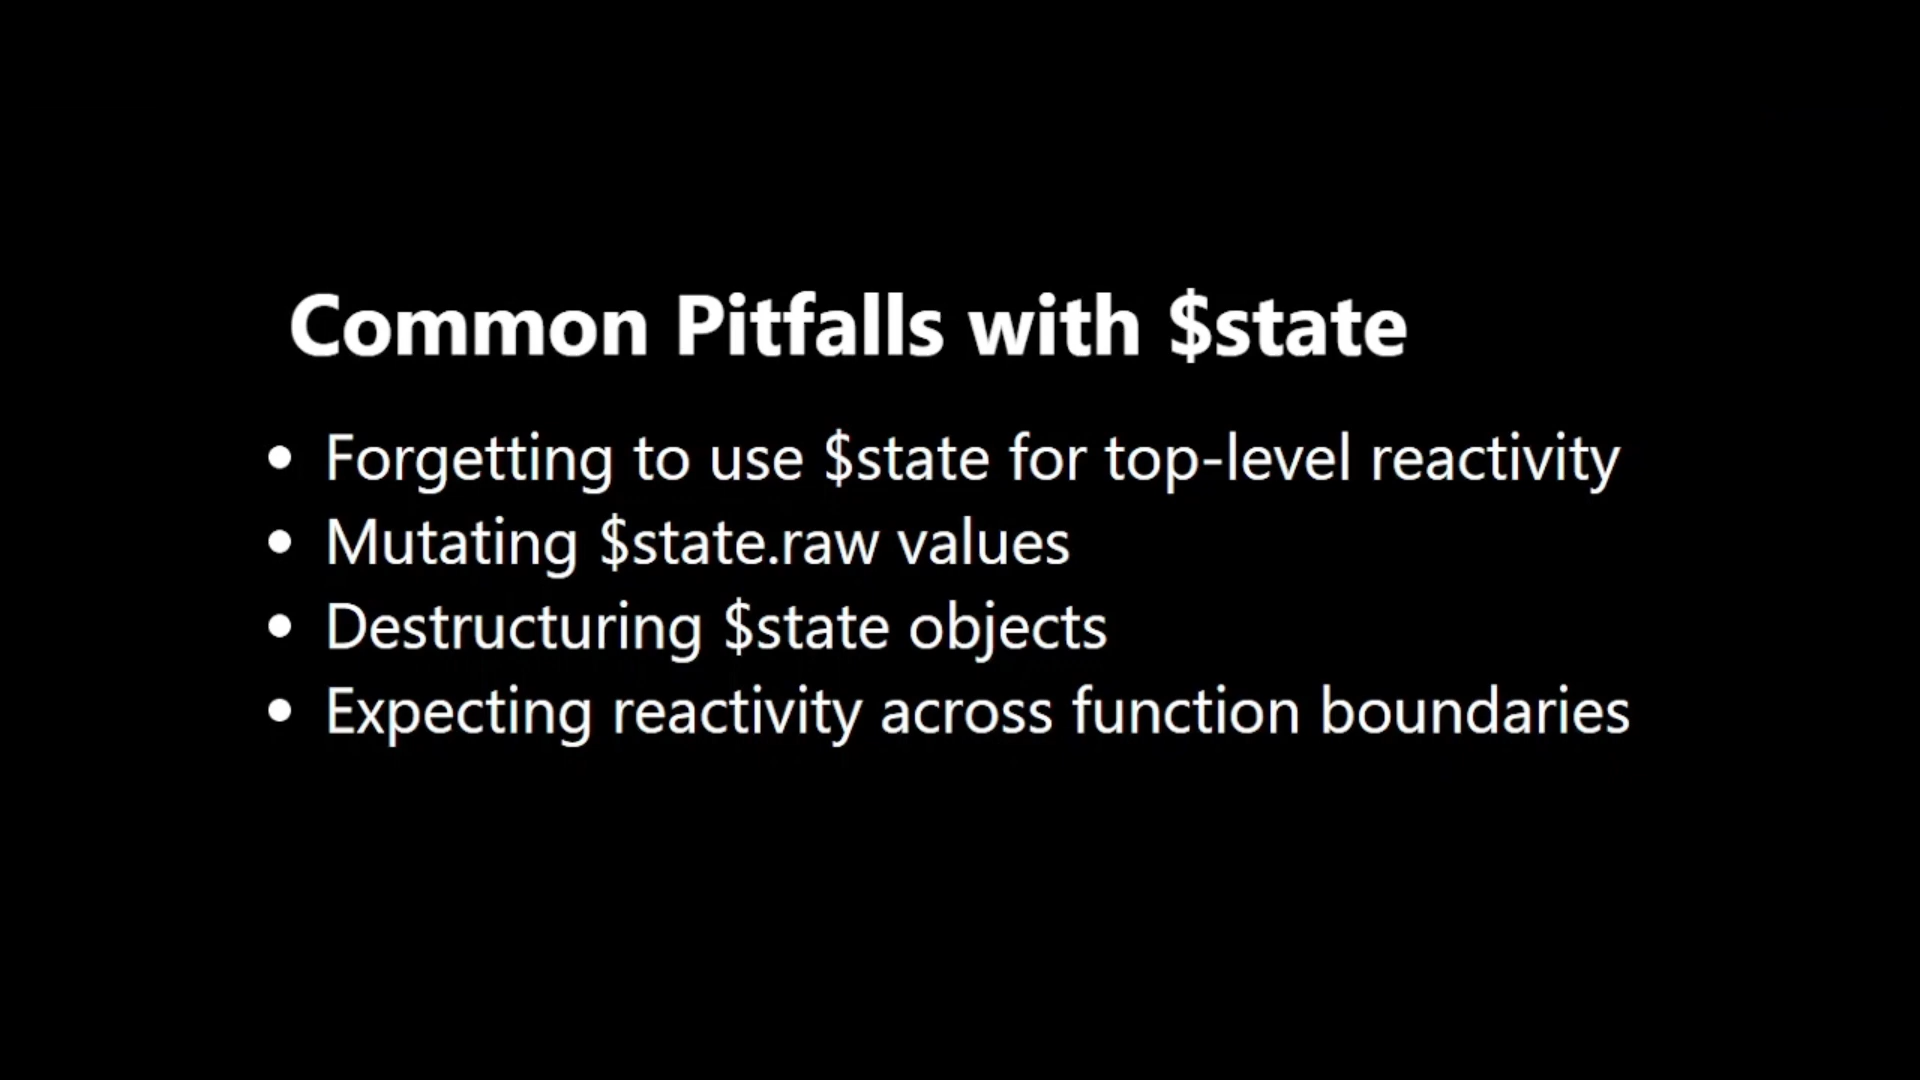 Common Pitfalls with $state
• Forgetting to use $state for top-level reactivity
• Mutating $state.raw values
• Destructuring $state objects
• Expecting reactivity across function boundaries